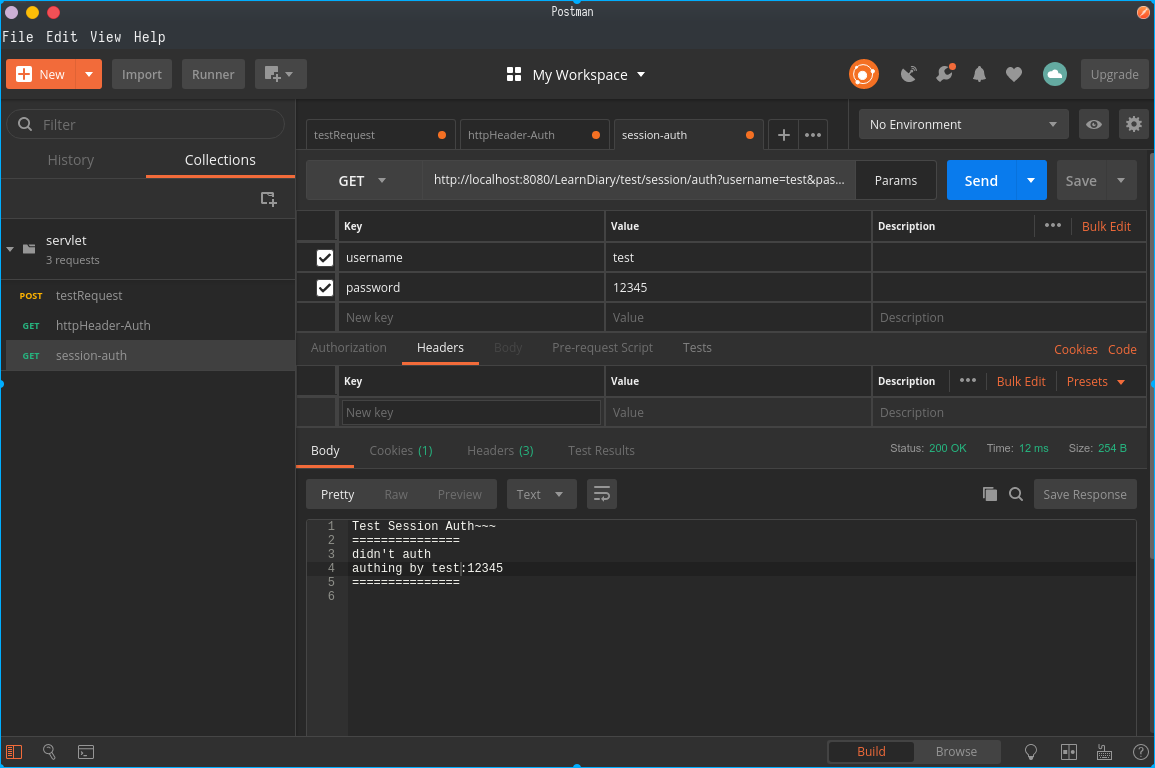 Postman
File Edit View Help
New Import Runner My Workspace Upgrade
Filter
History Collections
servlet
3 requests
POST testRequest
GET httpHeader-Auth
GET session-auth
testRequest httpHeader-Auth session-auth + ••• No Environment
GET http://localhost:8080/LearnDiary/test/session/auth?username=test&pas... Params Send Save
Key Value Description ••• Bulk Edit
username test
password 12345
New key Value Description
Authorization Headers Body Pre-request Script Tests Cookies Code
Key Value Description ••• Bulk Edit Presets
New key Value Description
Body Cookies (1) Headers (3) Test Results Status: 200 OK Time: 12 ms Size: 254 B
Pretty Raw Preview Text Save Response
1 Test Session Auth~~~
2 ===============
3 didn't auth
4 authing by test:12345
5 ===============
6
Build Browse